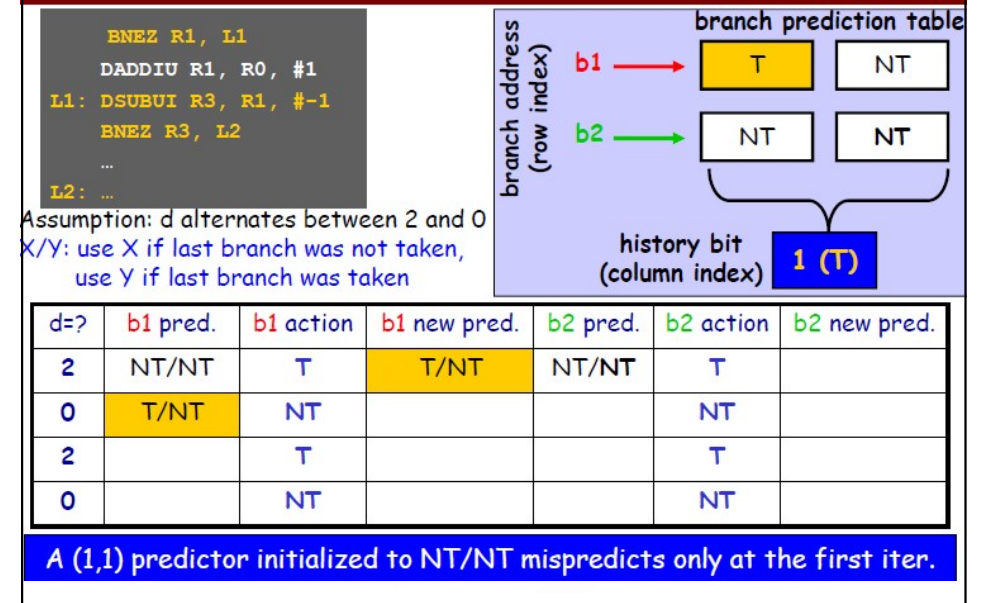 BNEZ R1, L1
DADDIU R1, R0, #1
L1: DSUBUI R3, R1, #-1
BNEZ R3, L2
…
L2: …
Assumption: d alternates between 2 and 0
X/Y: use X if last branch was not taken,
use Y if last branch was taken
branch prediction table
branch address
(row index)
b1 T NT
b2 NT NT
history bit
(column index)
1 (T)
d=? b1 pred. b1 action b1 new pred. b2 pred. b2 action b2 new pred.
2 NT/NT T T/NT NT/NT T
0 T/NT NT NT
2 T T
0 NT NT
A (1,1) predictor initialized to NT/NT mispredicts only at the first iter.